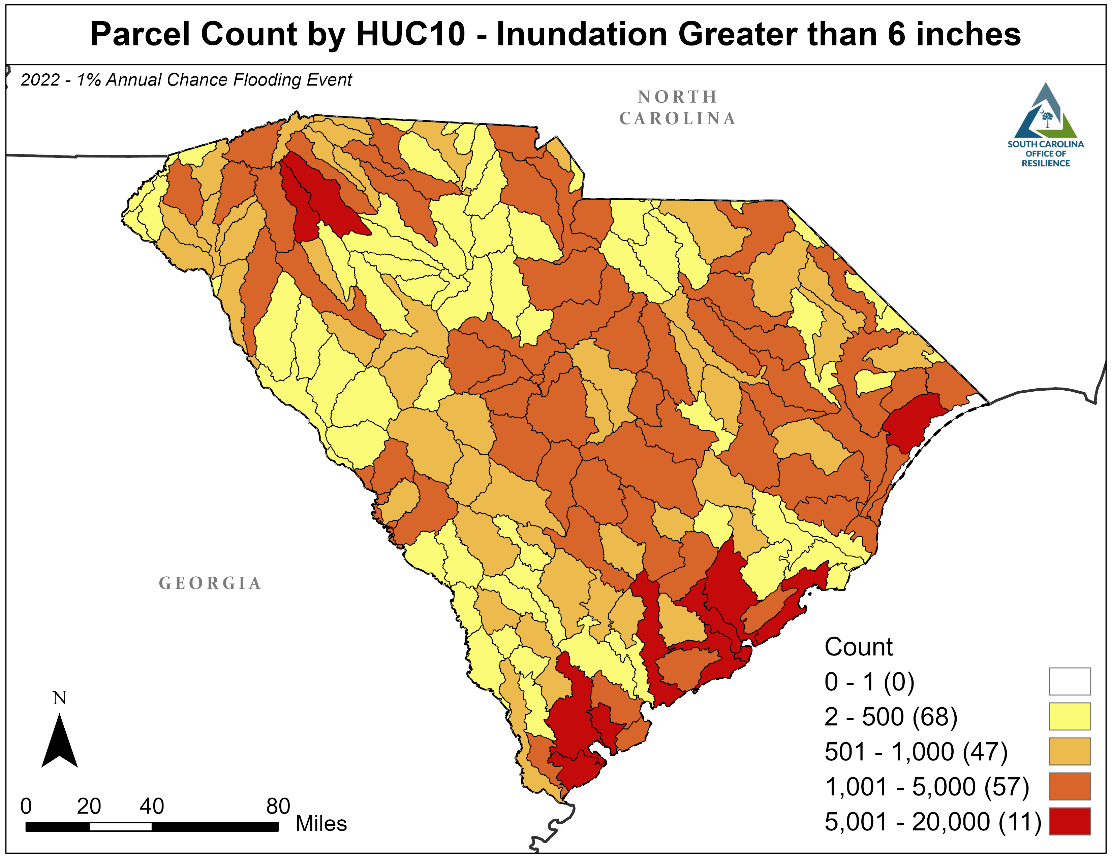 Parcel Count by HUC10 - Inundation Greater than 6 inches
2022 - 1% Annual Chance Flooding Event
NORTH
CAROLINA
SOUTH CAROLINA
OFFICE OF
RESILIENCE
GEORGIA
Count
0 - 1 (0)
2 - 500 (68)
501 - 1,000 (47)
1,001 - 5,000 (57)
5,001 - 20,000 (11)
N
0 20 40 80
Miles